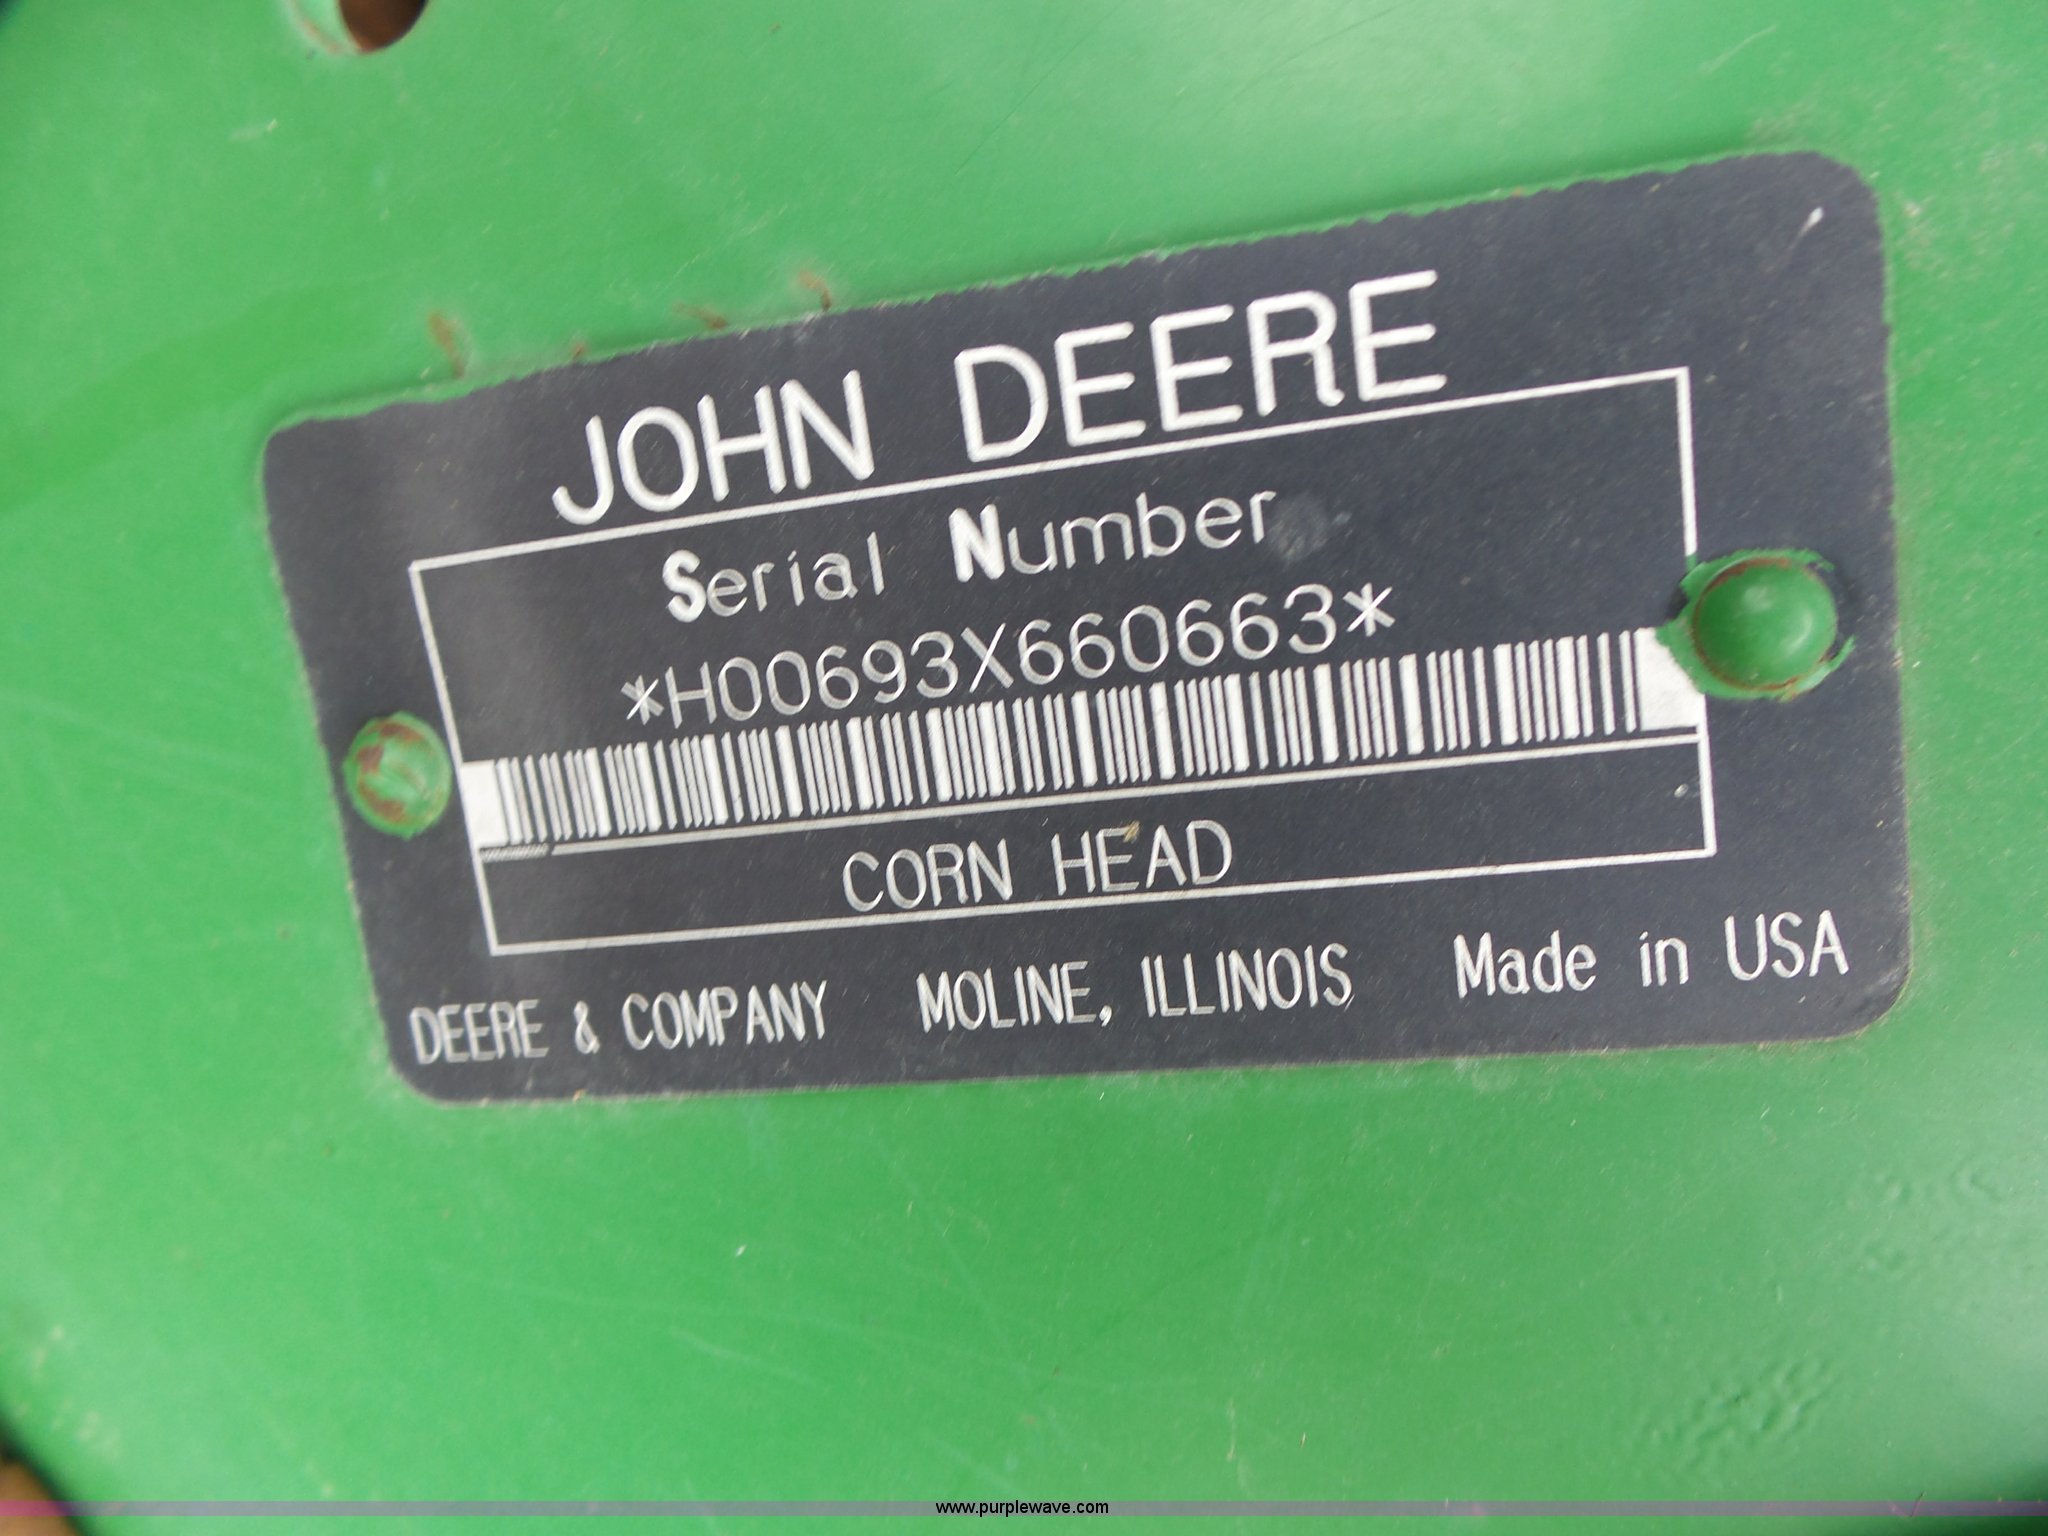 JOHN DEERE
Serial Number
*H00693X660663*
CORN HEAD
DEERE & COMPANY MOLINE, ILLINOIS Made in USA
www.purplewave.com